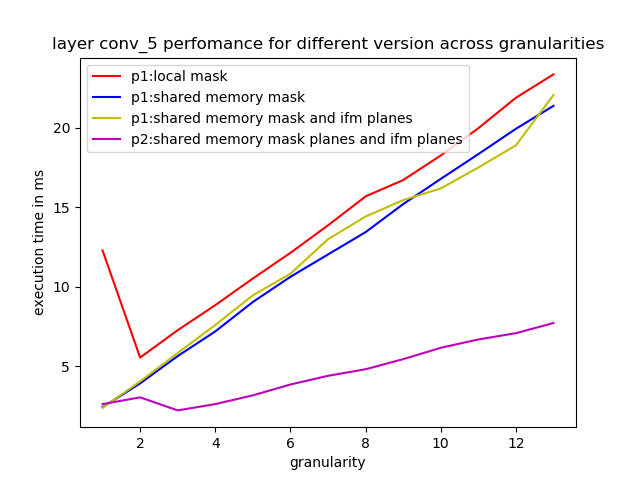 layer conv_5 perfomance for different version across granularities
p1:local mask
p1:shared memory mask
p1:shared memory mask and ifm planes
p2:shared memory mask planes and ifm planes
execution time in ms
20
15
10
5
2 4 6 8 10 12
granularity